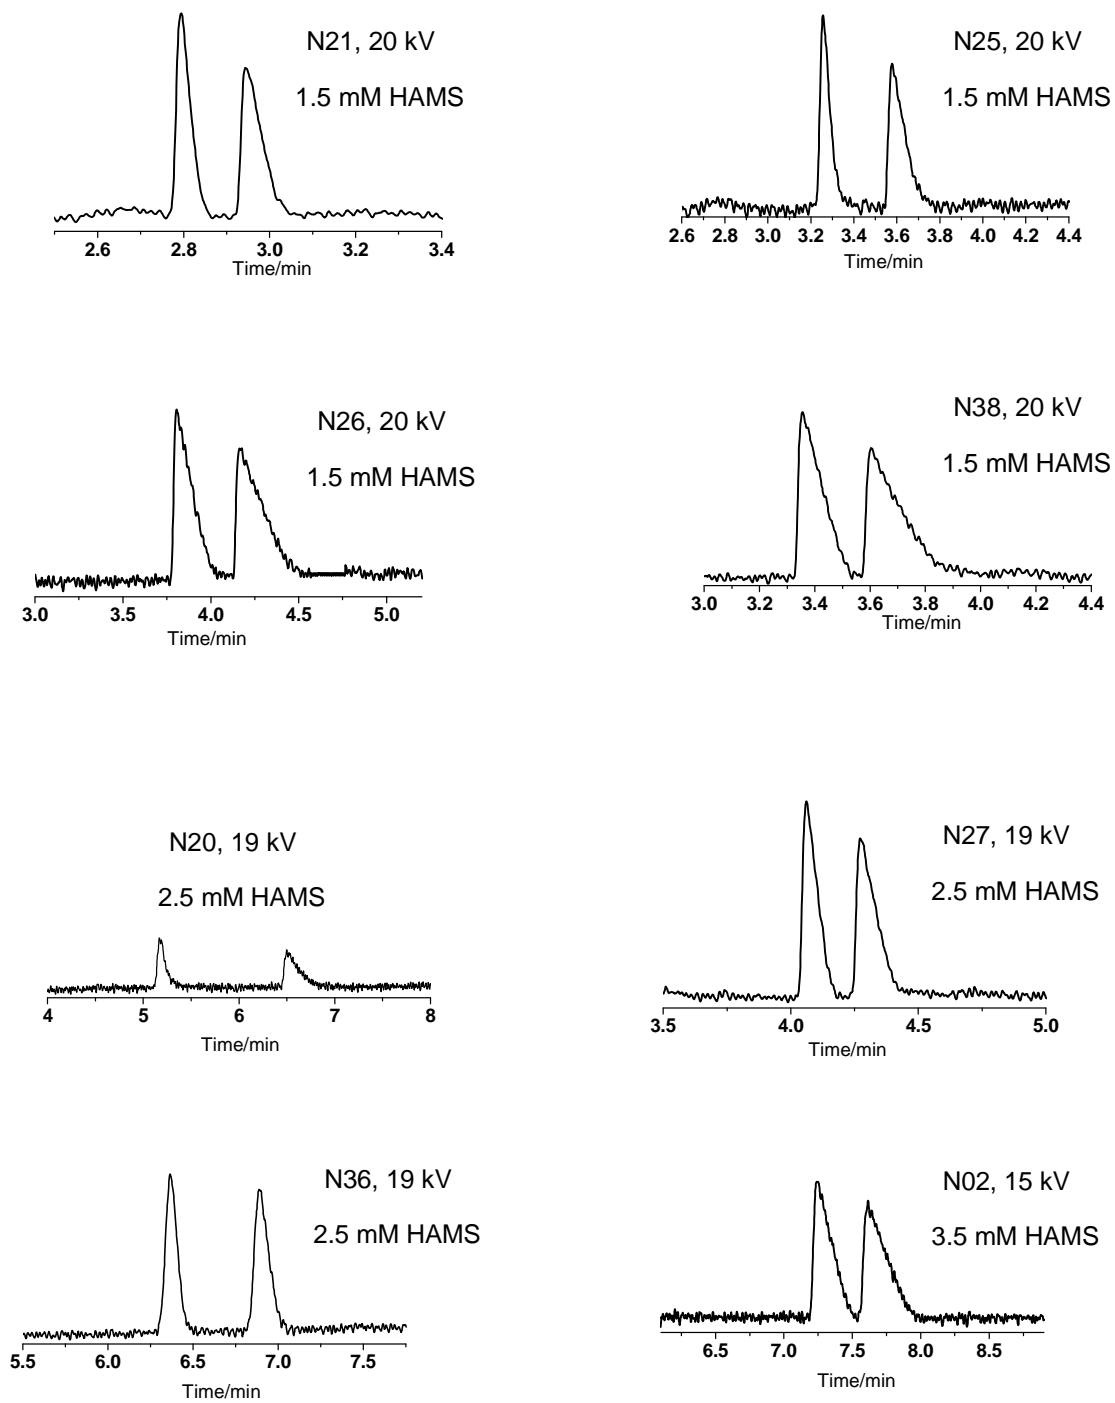 N21, 20 kV
1.5 mM HAMS
2.6 2.8 3.0 3.2 3.4
Time/min
N25, 20 kV
1.5 mM HAMS
2.6 2.8 3.0 3.2 3.4 3.6 3.8 4.0 4.2 4.4
Time/min
N26, 20 kV
1.5 mM HAMS
3.0 3.5 4.0 4.5 5.0
Time/min
N38, 20 kV
1.5 mM HAMS
3.0 3.2 3.4 3.6 3.8 4.0 4.2 4.4
Time/min
N20, 19 kV
2.5 mM HAMS
4 5 6 7 8
Time/min
N27, 19 kV
2.5 mM HAMS
3.5 4.0 4.5 5.0
Time/min
N36, 19 kV
2.5 mM HAMS
5.5 6.0 6.5 7.0 7.5
Time/min
N02, 15 kV
3.5 mM HAMS
6.5 7.0 7.5 8.0 8.5
Time/min